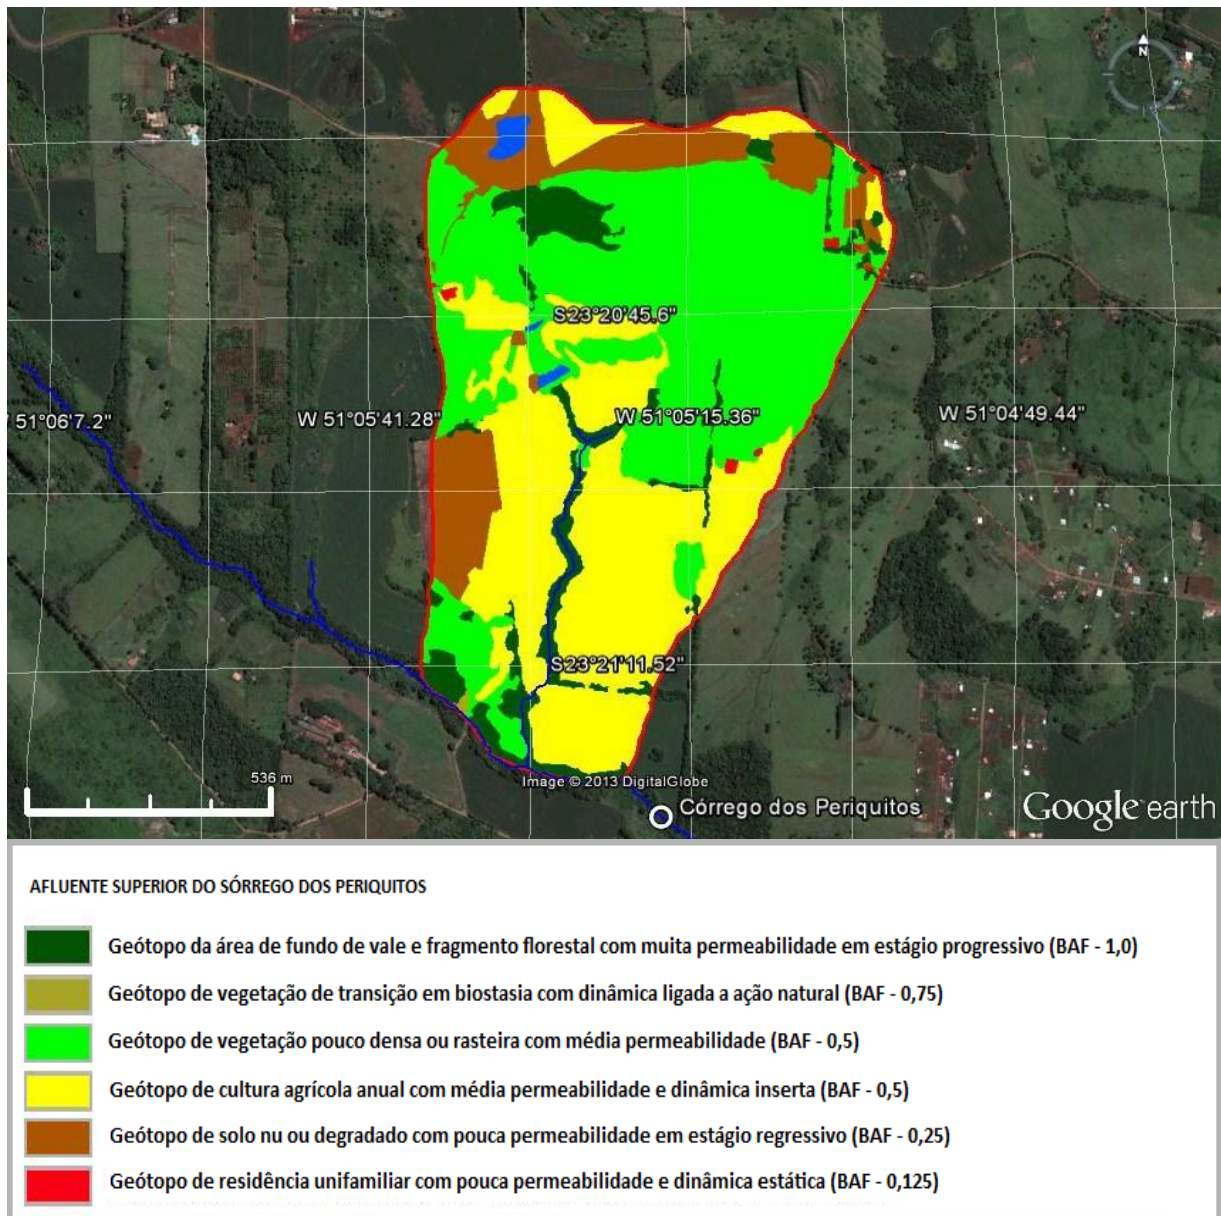 N
S23°20'45.6"
W 51°05'15.36"
51°06'7.2"
W 51°05'41.28"
W 51°04'49.44"
S23°21'11.52"
536 m
Image © 2013 DigitalGlobe
Córrego dos Periquitos
Google earth
AFLUENTE SUPERIOR DO SÓRREGO DOS PERIQUITOS
Geótopo da área de fundo de vale e fragmento florestal com muita permeabilidade em estágio progressivo (BAF - 1,0)
Geótopo de vegetação de transição em biostasia com dinâmica ligada a ação natural (BAF - 0,75)
Geótopo de vegetação pouco densa ou rasteira com média permeabilidade (BAF - 0,5)
Geótopo de cultura agrícola anual com média permeabilidade e dinâmica inserta (BAF - 0,5)
Geótopo de solo nu ou degradado com pouca permeabilidade em estágio regressivo (BAF - 0,25)
Geótopo de residência unifamiliar com pouca permeabilidade e dinâmica estática (BAF - 0,125)